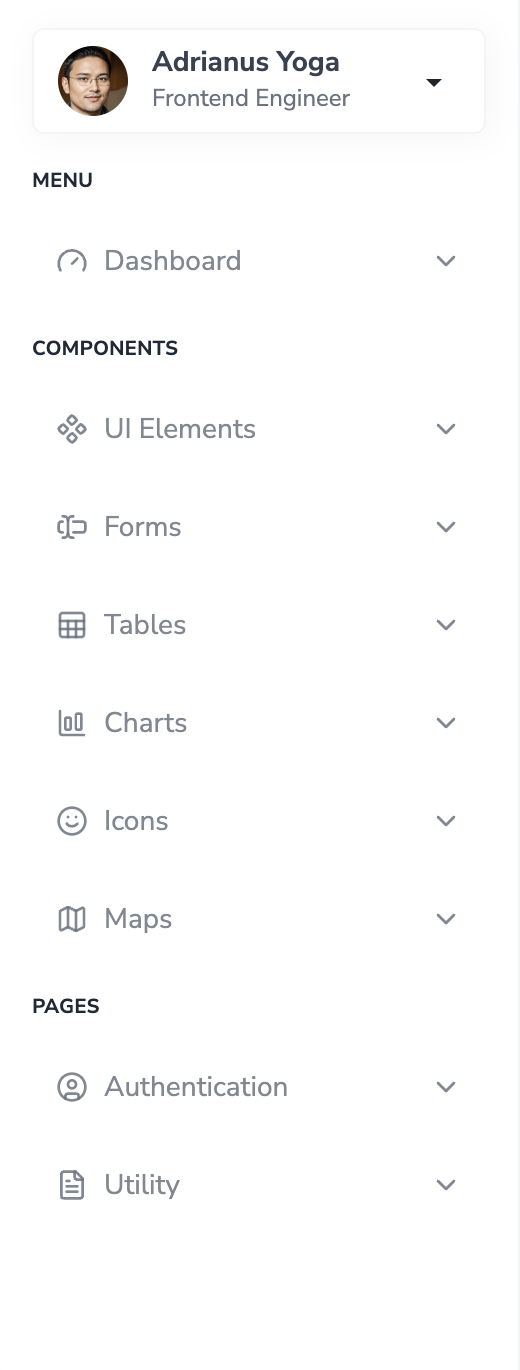 Adrianus Yoga
Frontend Engineer
MENU
Dashboard
COMPONENTS
UI Elements
Forms
Tables
Charts
Icons
Maps
PAGES
Authentication
Utility